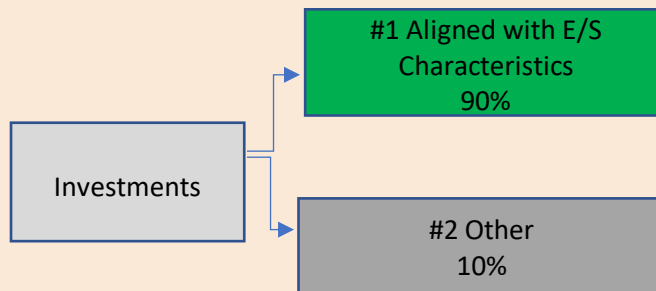 #1 Aligned with E/S
Characteristics
90%
Investments
#2 Other
10%